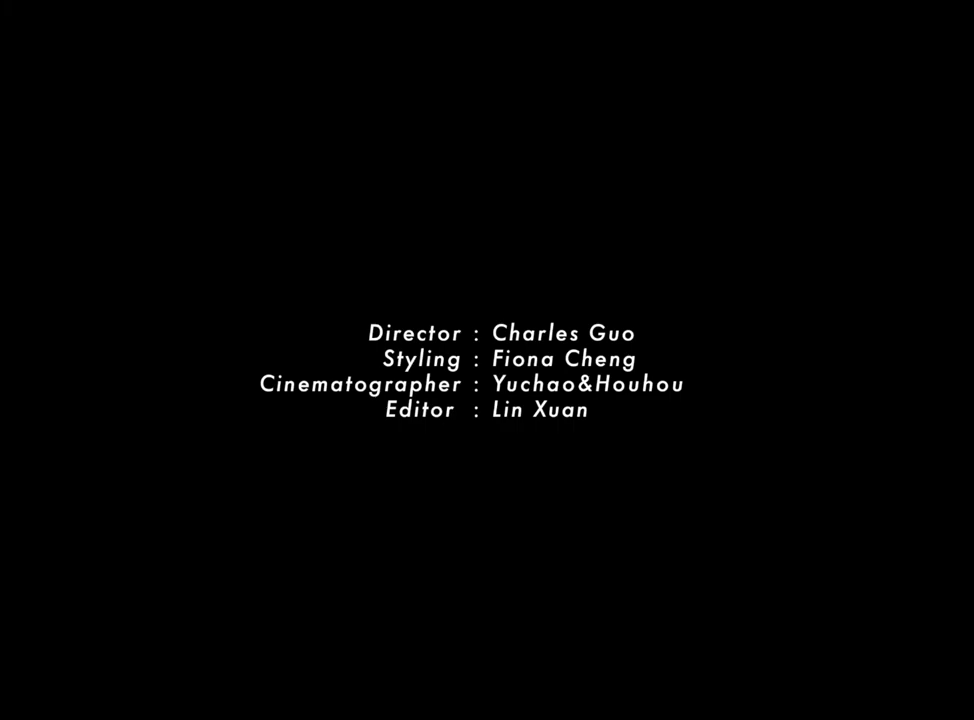 Director : Charles Guo
Styling : Fiona Cheng
Cinematographer : Yuchao&Houhou
Editor : Lin Xuan